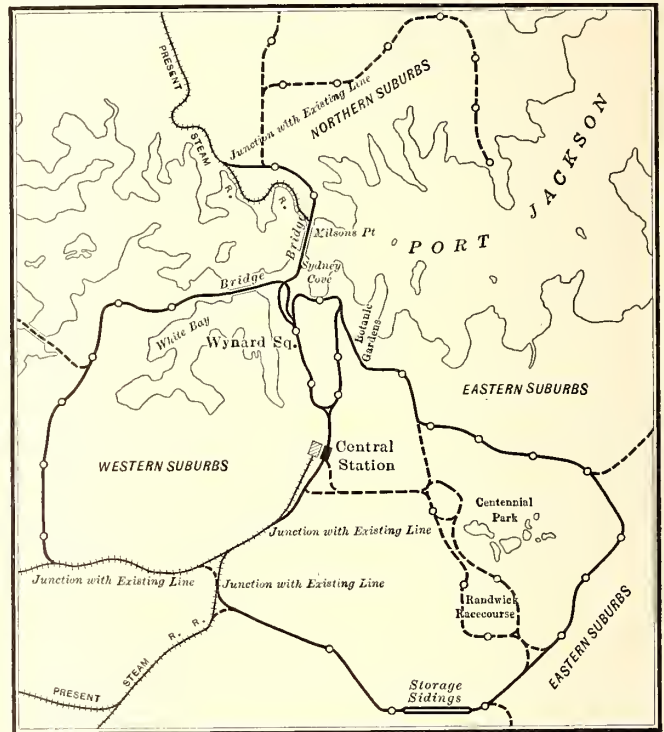 PRESENT
STEAM
R.
R.
Junction with Existing Line
NORTHERN SUBURBS
PORT JACKSON
Bridge
Milsons Pt
Sydney
Cove
Bridge
White Bay
Wynard Sq.
Botanic
Gardens
EASTERN SUBURBS
WESTERN SUBURBS
Central
Station
Centennial
Park
Junction with Existing Line
Junction with Existing Line
Junction with Existing Line
Randwick
Racecourse
EASTERN SUBURBS
Storage
Sidings
PRESENT
STEAM
R.
R.